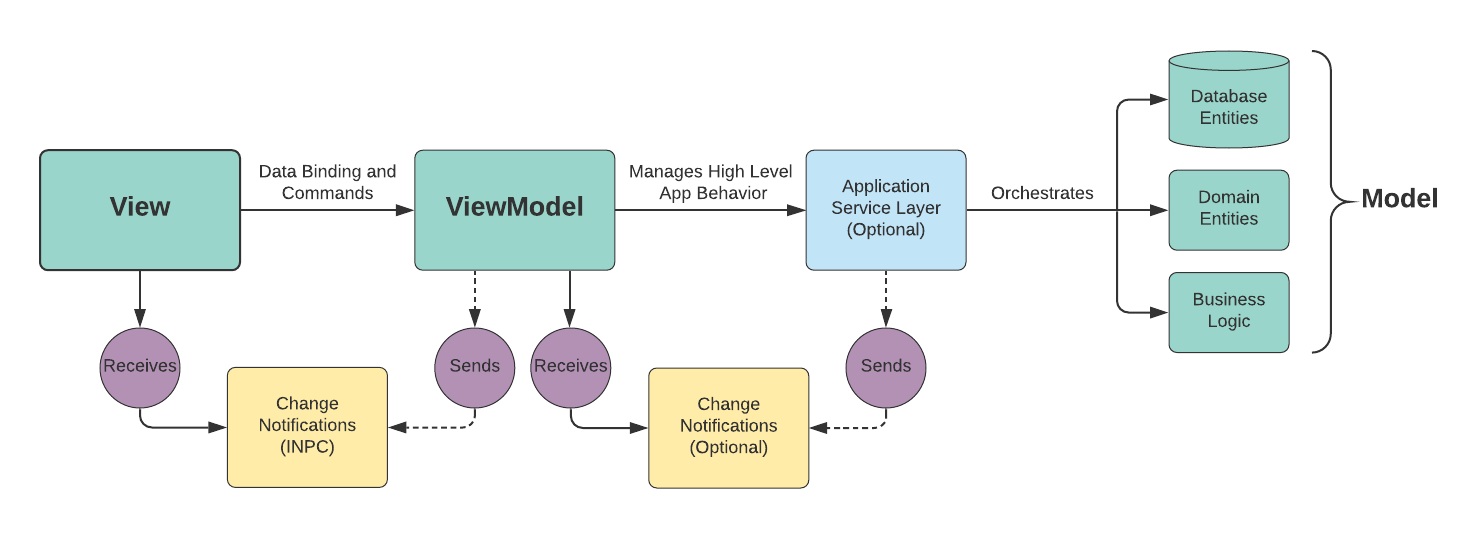 View
Data Binding and
Commands
ViewModel
Manages High Level
App Behavior
Application
Service Layer
(Optional)
Orchestrates
Database
Entities
Domain
Entities
Business
Logic
Model
Receives
Change
Notifications
(INPC)
Sends
Receives
Change
Notifications
(Optional)
Sends